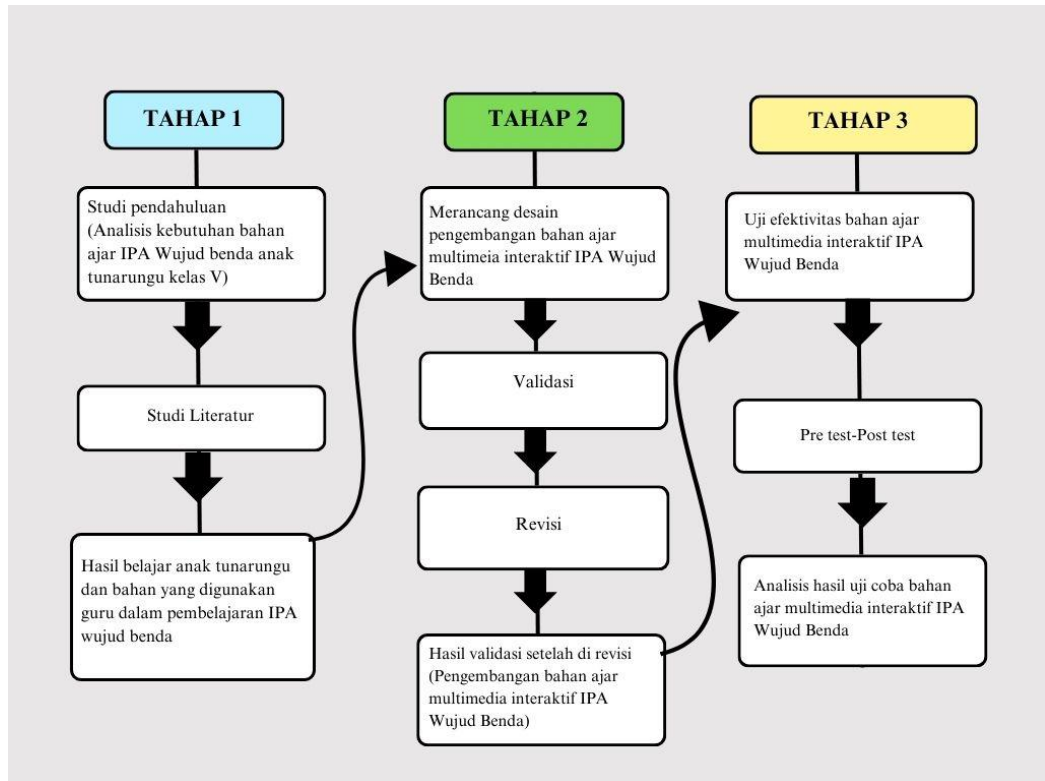 TAHAP 1
Studi pendahuluan
(Analisis kebutuhan bahan
ajar IPA Wujud benda anak
tunarungu kelas V)
Studi Literatur
Hasil belajar anak tunarungu
dan bahan yang digunakan
guru dalam pembelajaran IPA
wujud benda
TAHAP 2
Merancang desain
pengembangan bahan ajar
multimeia interaktif IPA Wujud
Benda
Validasi
Revisi
Hasil validasi setelah di revisi
(Pengembangan bahan ajar
multimedia interaktif IPA
Wujud Benda)
TAHAP 3
Uji efektivitas bahan ajar
multimedia interaktif IPA
Wujud Benda
Pre test-Post test
Analisis hasil uji coba bahan
ajar multimedia interaktif IPA
Wujud Benda